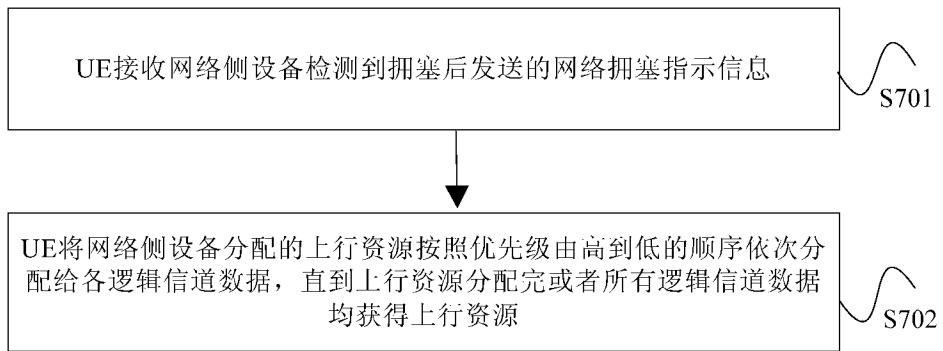 UE接收网络侧设备检测到拥塞后发送的网络拥塞指示信息
S701
UE将网络侧设备分配的上行资源按照优先级由高到低的顺序依次分
配给各逻辑信道数据，直到上行资源分配完或者所有逻辑信道数据
均获得上行资源
S702